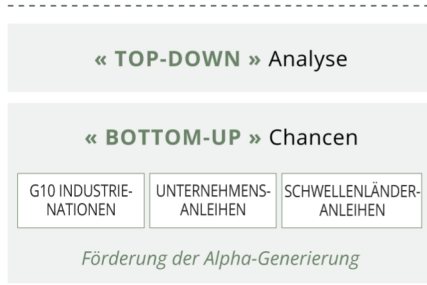 « TOP-DOWN » Analyse
« BOTTOM-UP » Chancen
G10 INDUSTRIE-
NATIONEN
UNTERNEHMENS-
ANLEIHEN
SCHWELLENLÄNDER-
ANLEIHEN
Förderung der Alpha-Generierung